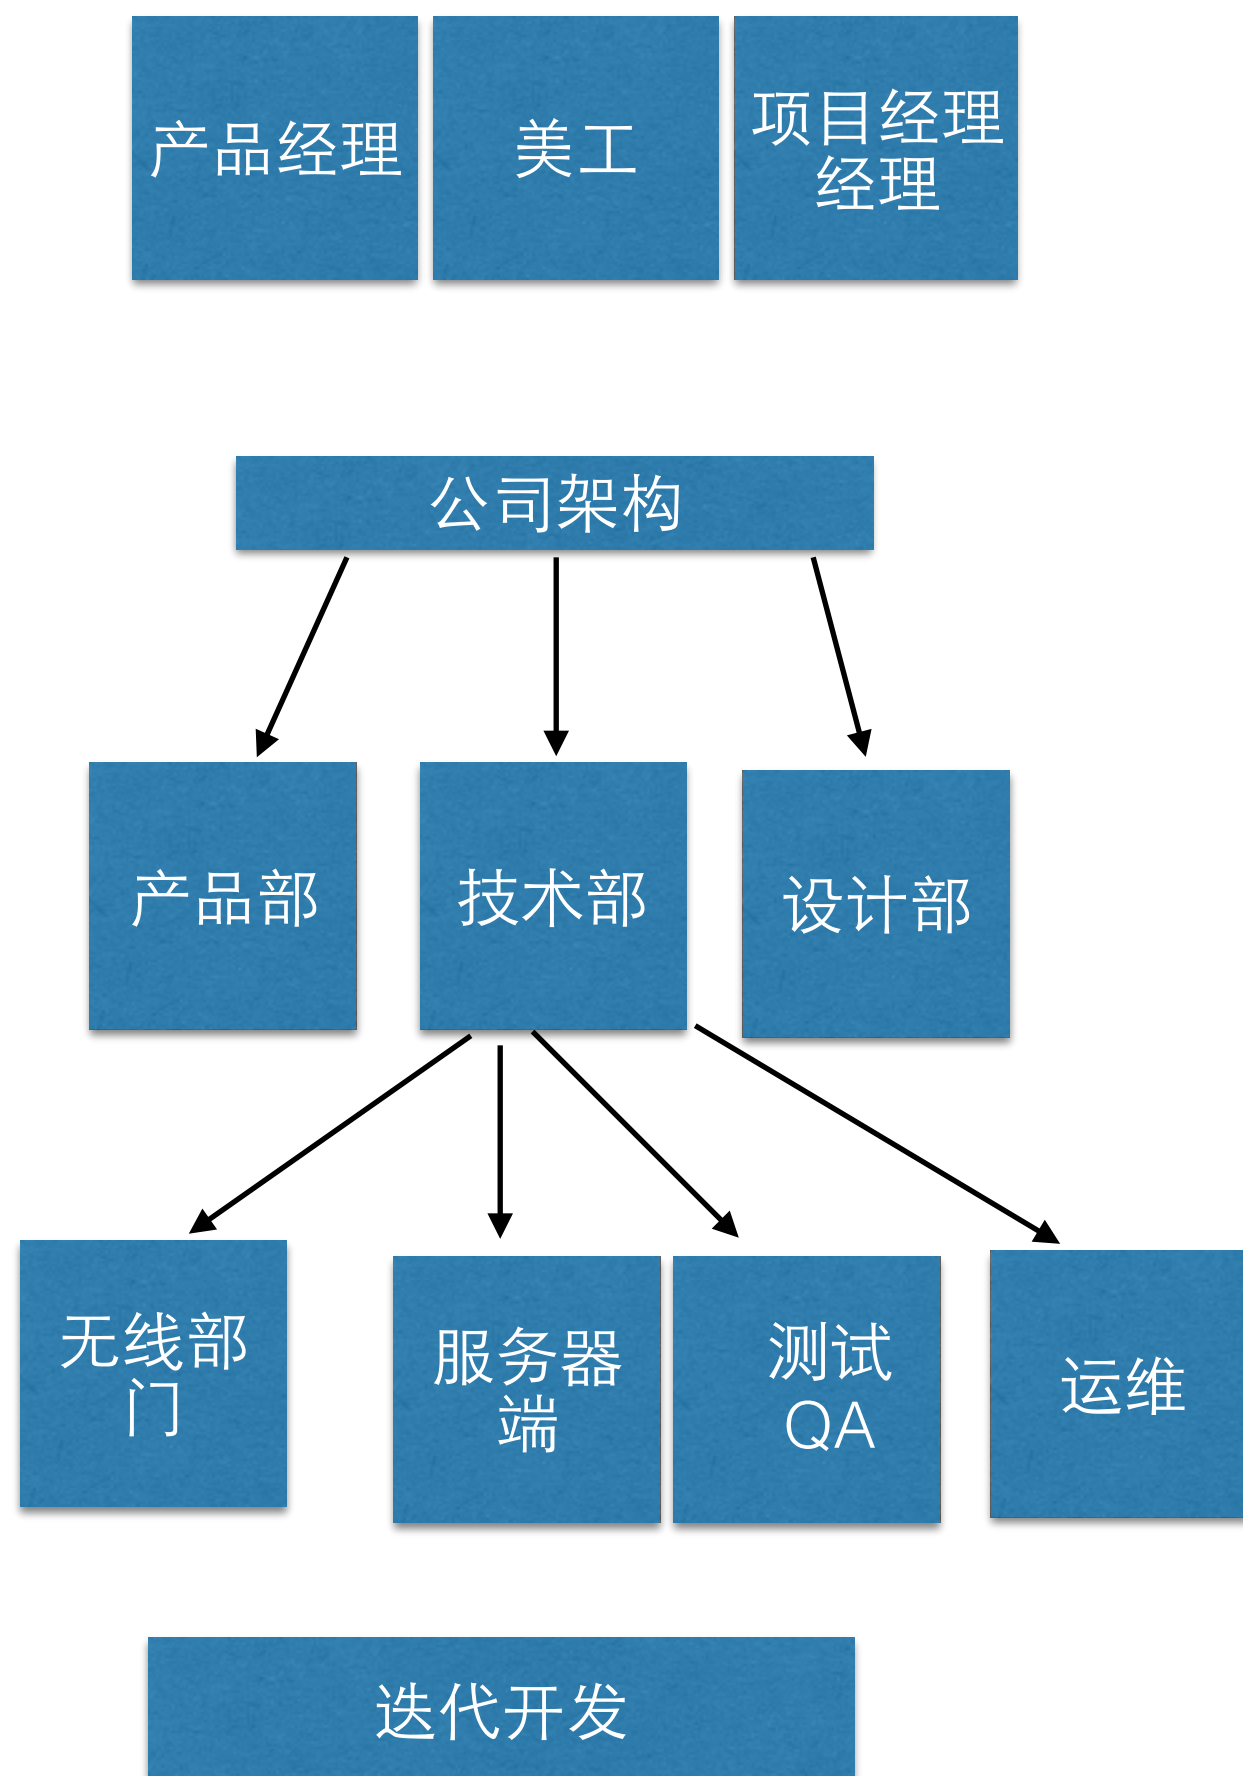 产品经理
美工
项目经理
经理
公司架构
产品部
技术部
设计部
无线部
门
服务器
端
测试
QA
运维
迭代开发